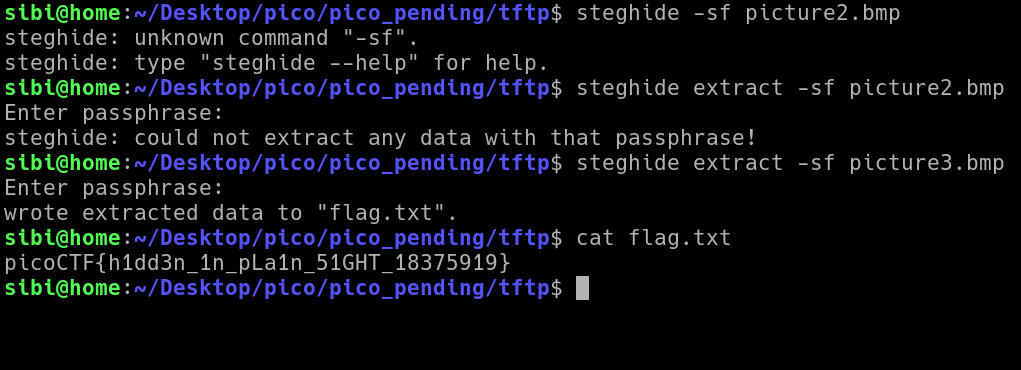 sibi@home:~/Desktop/pico/pico_pending/tftp$ steghide -sf picture2.bmp
steghide: unknown command "-sf".
steghide: type "steghide --help" for help.
sibi@home:~/Desktop/pico/pico_pending/tftp$ steghide extract -sf picture2.bmp
Enter passphrase:
steghide: could not extract any data with that passphrase!
sibi@home:~/Desktop/pico/pico_pending/tftp$ steghide extract -sf picture3.bmp
Enter passphrase:
wrote extracted data to "flag.txt".
sibi@home:~/Desktop/pico/pico_pending/tftp$ cat flag.txt
picoCTF{h1dd3n_1n_pLa1n_51GHT_18375919}
sibi@home:~/Desktop/pico/pico_pending/tftp$